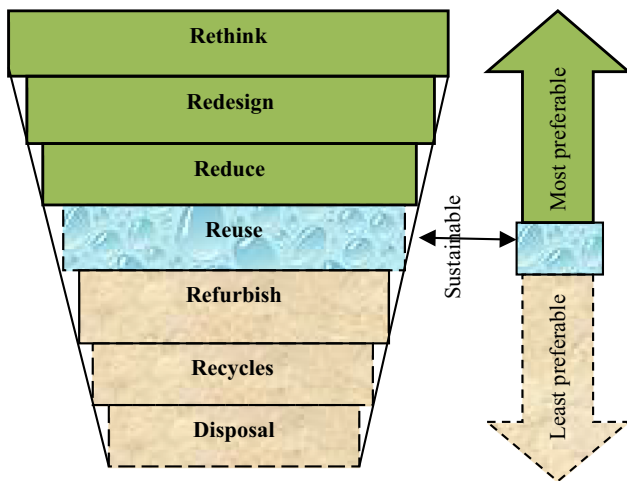 Rethink
Redesign
Reduce
Reuse
Refurbish
Recycles
Disposal
Sustainable
Most preferable
Least preferable